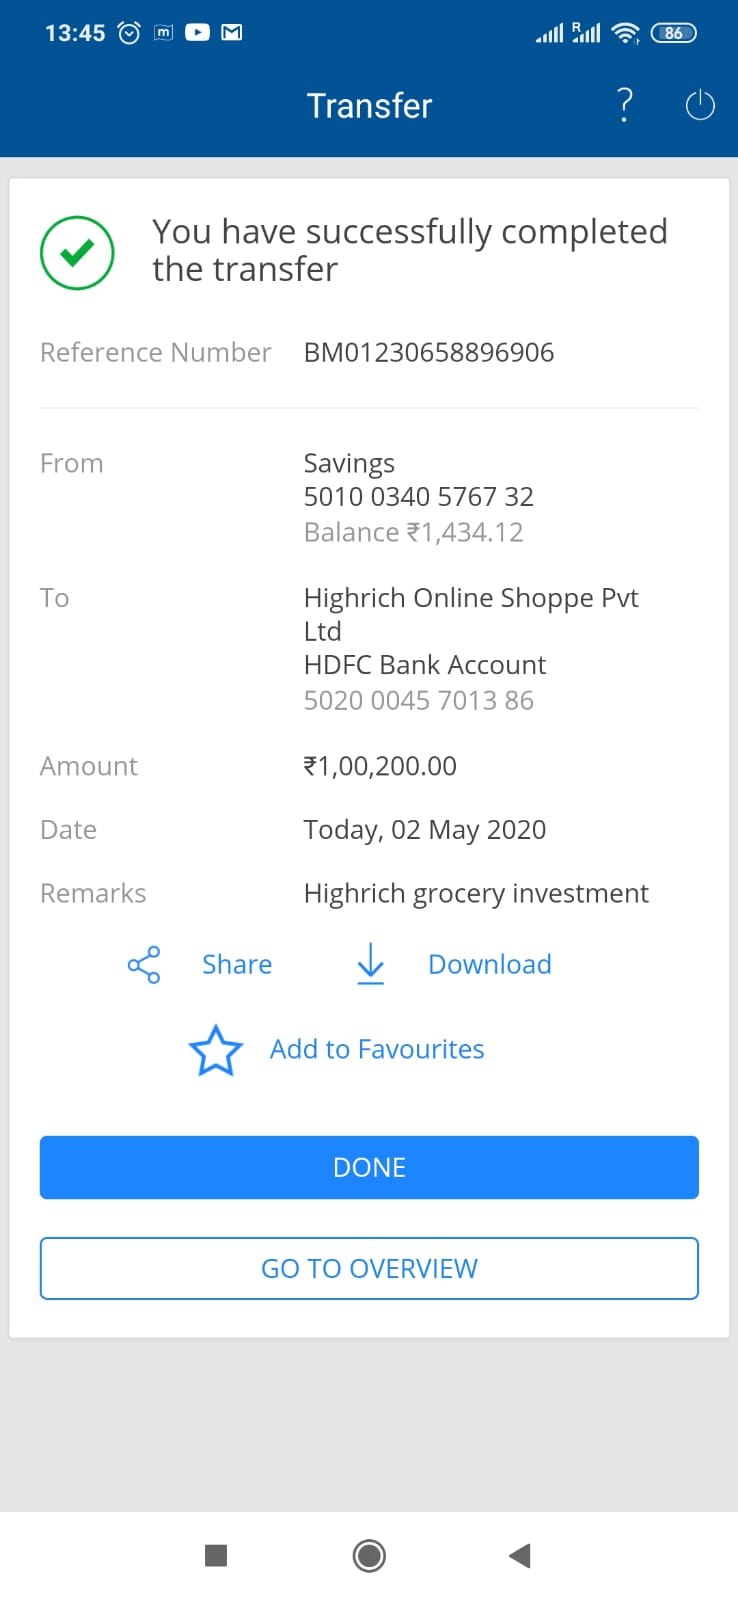 13:45
R
86
Transfer
?
You have successfully completed
the transfer
Reference Number BM01230658896906
From Savings
5010 0340 5767 32
Balance ₹1,434.12
To Highrich Online Shoppe Pvt
Ltd
HDFC Bank Account
5020 0045 7013 86
Amount ₹1,00,200.00
Date Today, 02 May 2020
Remarks Highrich grocery investment
Share Download
Add to Favourites
DONE
GO TO OVERVIEW